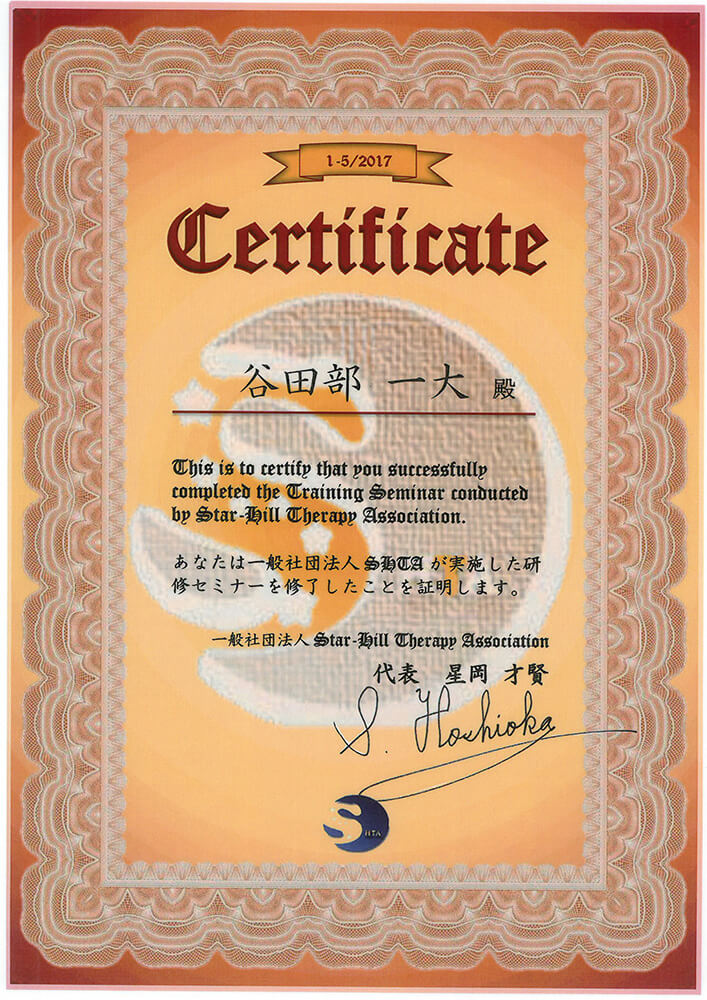 1-5/2017
Certificate
谷田部 一大 殿
This is to certify that you successfully
completed the Training Seminar conducted
by Star-Hill Therapy Association.
あなたは一般社団法人SHTAが実施した研
修セミナーを修了したことを証明します。
一般社団法人 Star-Hill Therapy Association
代表 星岡 才賢
S. Hoshioka
SHTA